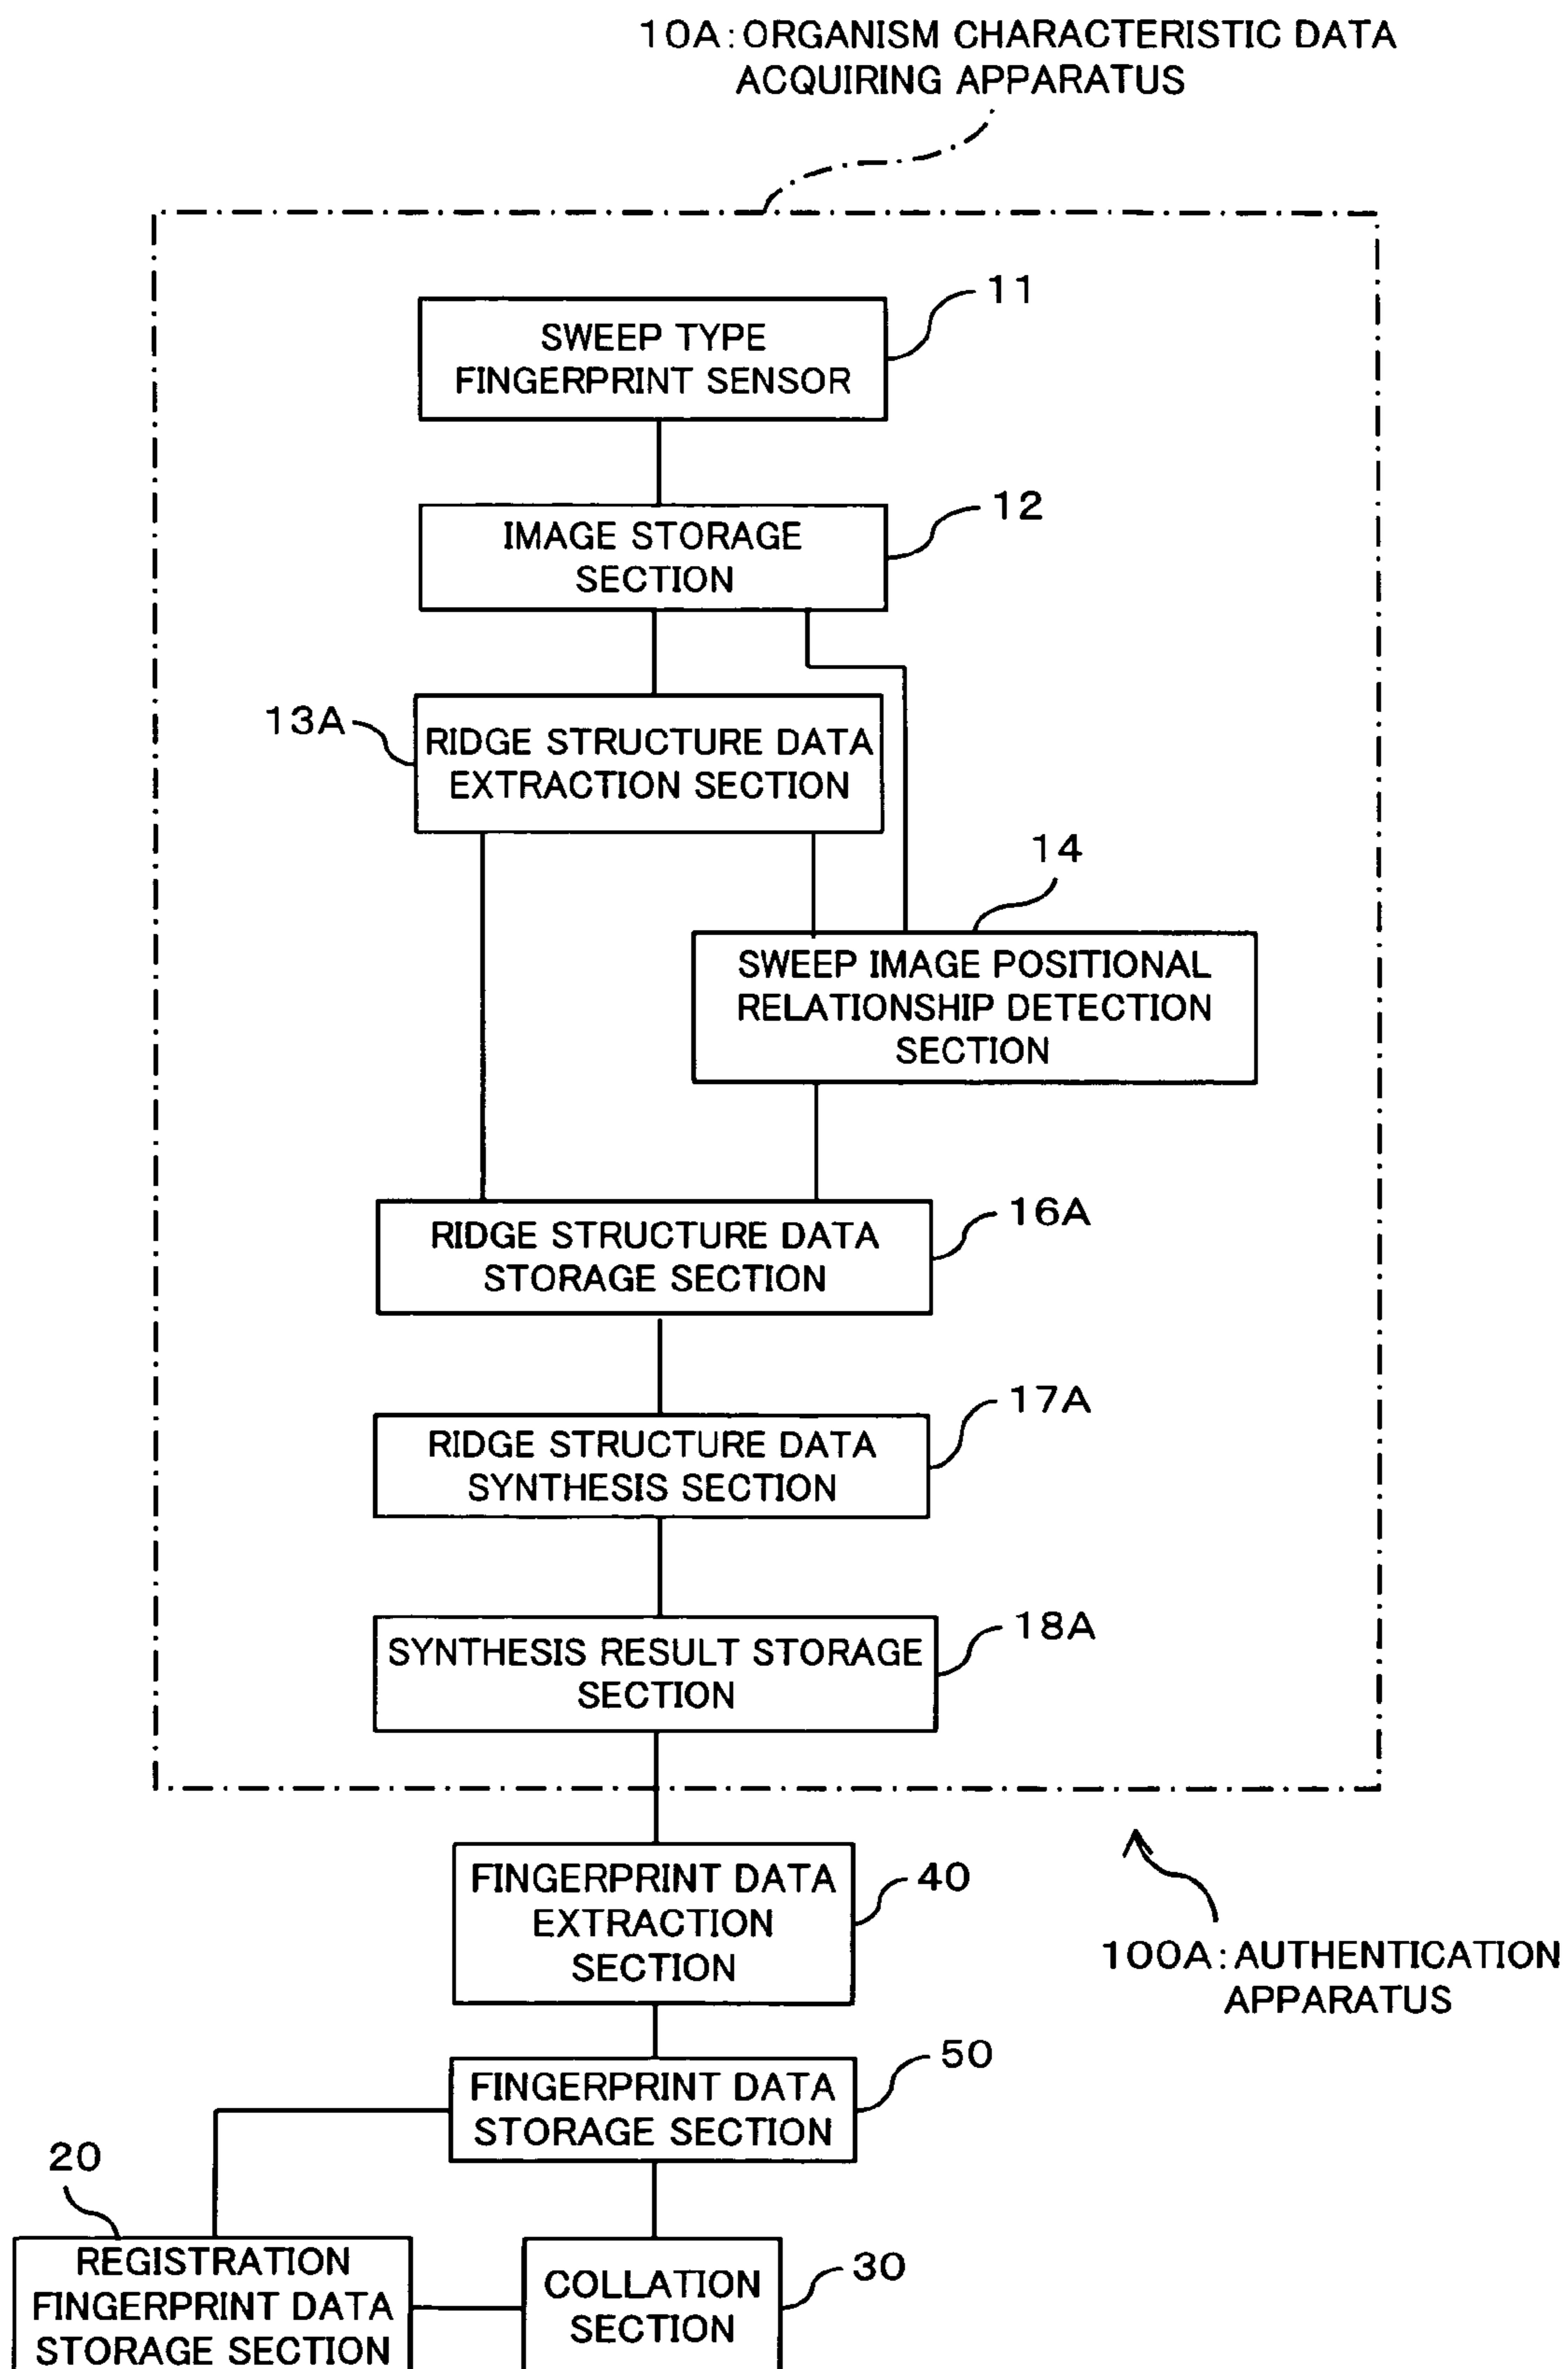 10A:ORGANISM CHARACTERISTIC DATA
ACQUIRING APPARATUS
11
SWEEP TYPE
FINGERPRINT SENSOR
12
IMAGE STORAGE
SECTION
13A
RIDGE STRUCTURE DATA
EXTRACTION SECTION
14
SWEEP IMAGE POSITIONAL
RELATIONSHIP DETECTION
SECTION
16A
RIDGE STRUCTURE DATA
STORAGE SECTION
17A
RIDGE STRUCTURE DATA
SYNTHESIS SECTION
18A
SYNTHESIS RESULT STORAGE
SECTION
40
FINGERPRINT DATA
EXTRACTION
SECTION
100A:AUTHENTICATION
APPARATUS
50
FINGERPRINT DATA
STORAGE SECTION
20
REGISTRATION
FINGERPRINT DATA
STORAGE SECTION
30
COLLATION
SECTION